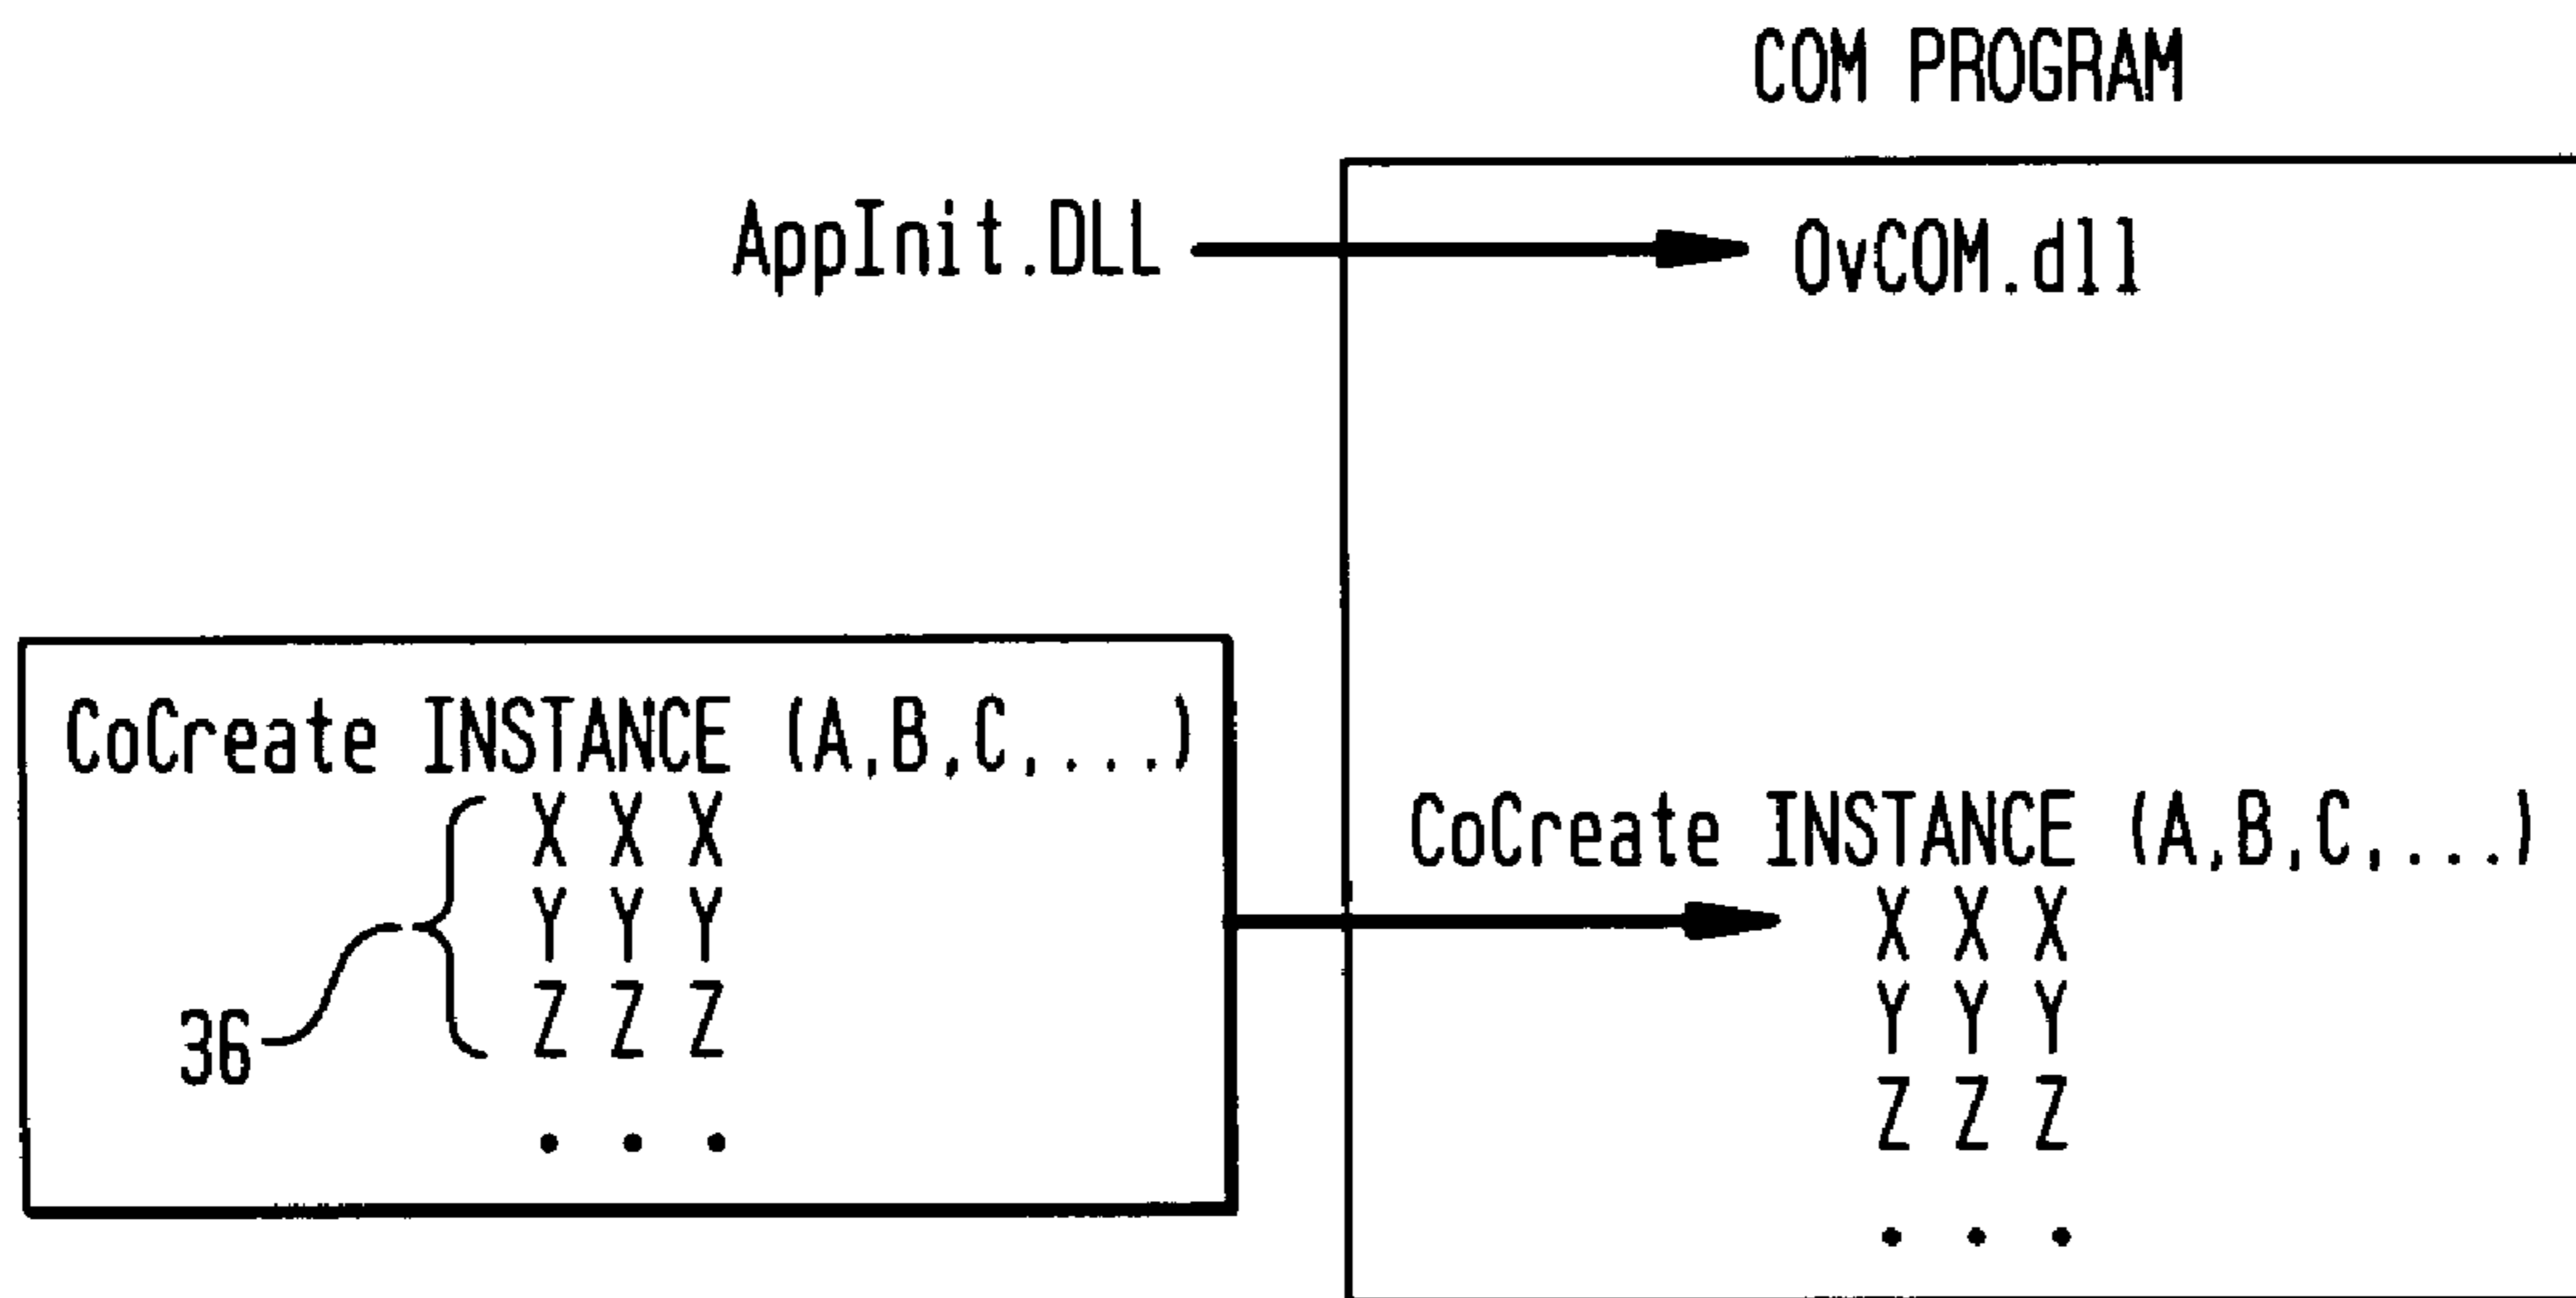 COM PROGRAM
AppInit.DLL
OvCOM.dll
CoCreate INSTANCE (A,B,C,...)
X X X
Y Y Y
Z Z Z
. . .
36
CoCreate INSTANCE (A,B,C,...)
X X X
Y Y Y
Z Z Z
. . .